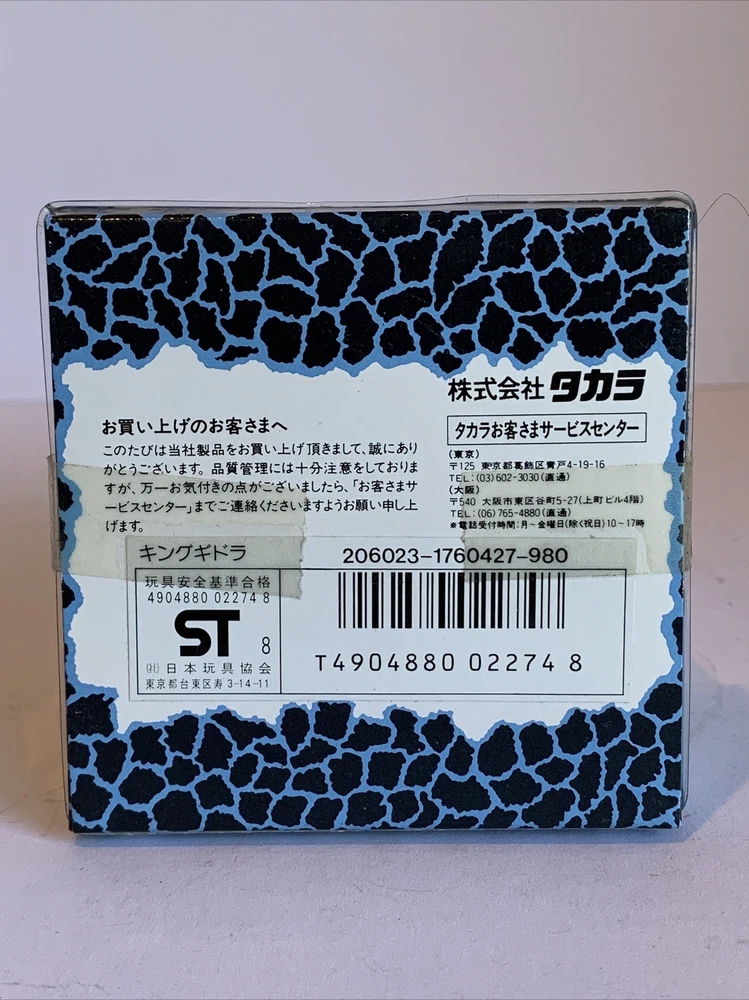 お買い上げのお客さまへ
このたびは当社製品をお買い上げ頂きまして、誠にあり
がとうございます。品質管理には十分注意をしておりま
すが、万一お気付きの点がございましたら、「お客さまサ
ービスセンター」までご連絡くださいますようお願い申し上
げます。
株式会社 タカラ
タカラお客さまサービスセンター
(東京)
〒125 東京都葛飾区青戸4-19-16
TEL:(03)602-3030(直通)
(大阪)
〒540 大阪市東区谷町5-27(上町ビル4階)
TEL:(06)765-4880(直通)
※電話受付時間:月~金曜日(除く祝日)10-17時
キングギドラ
206023-1760427-980
玩具安全基準合格
4904880 02274 8
ST 8
(社)日本玩具協会
東京都台東区寿 3-14-11
T4904880 02274 8